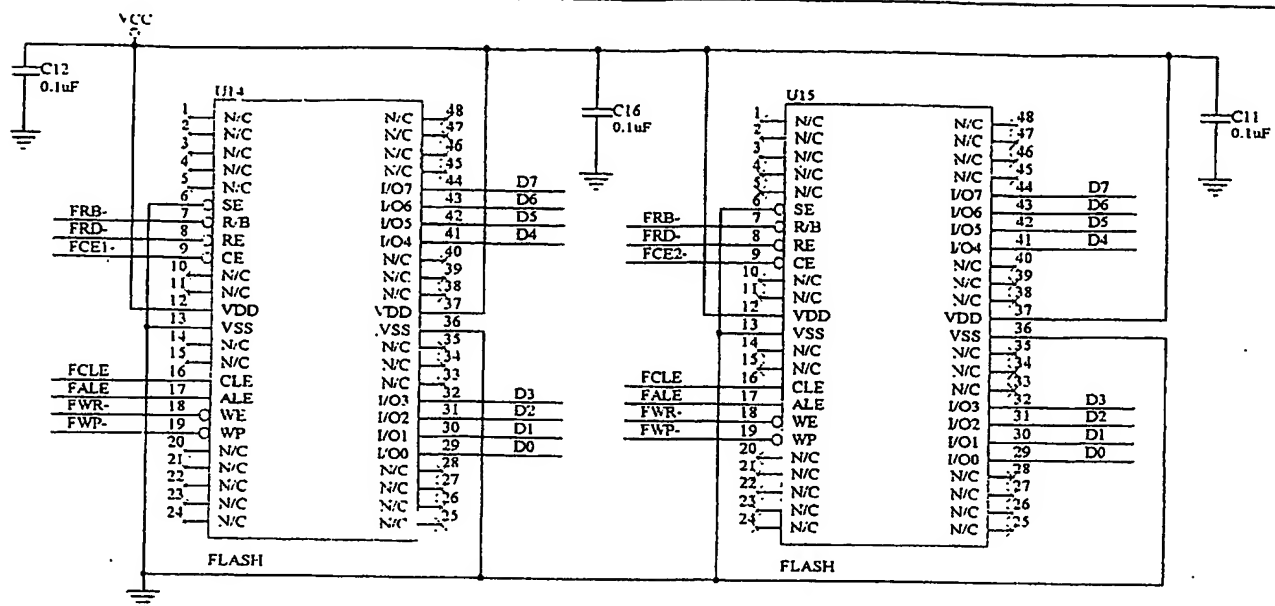 VCC
C12
0.1uF
U14
1 N/C
2 N/C
3 N/C
4 N/C
5 N/C
6 SE
FRB- 7 R/B
FRD- 8 RE
FCE1- 9 CE
10 N/C
11 N/C
12 VDD
13 VSS
14 N/C
15 N/C
FCLE 16 CLE
FALE 17 ALE
FWR- 18 WE
FWP- 19 WP
20 N/C
21 N/C
22 N/C
23 N/C
24 N/C
N/C 48
N/C 47
N/C 46
N/C 45
I/O7 44 D7
I/O6 43 D6
I/O5 42 D5
I/O4 41 D4
N/C 40
N/C 39
N/C 38
VDD 37
VSS 36
N/C 35
N/C 34
N/C 33
I/O3 32 D3
I/O2 31 D2
I/O1 30 D1
I/O0 29 D0
N/C 28
N/C 27
N/C 26
N/C 25
FLASH
C16
0.1uF
U15
1 N/C
2 N/C
3 N/C
4 N/C
5 N/C
6 SE
FRB- 7 R/B
FRD- 8 RE
FCE2- 9 CE
10 N/C
11 N/C
12 VDD
13 VSS
14 N/C
15 N/C
FCLE 16 CLE
FALE 17 ALE
FWR- 18 WE
FWP- 19 WP
20 N/C
21 N/C
22 N/C
23 N/C
24 N/C
N/C 48
N/C 47
N/C 46
N/C 45
I/O7 44 D7
I/O6 43 D6
I/O5 42 D5
I/O4 41 D4
N/C 40
N/C 39
N/C 38
VDD 37
VSS 36
N/C 35
N/C 34
N/C 33
I/O3 32 D3
I/O2 31 D2
I/O1 30 D1
I/O0 29 D0
N/C 28
N/C 27
N/C 26
N/C 25
FLASH
C11
0.1uF